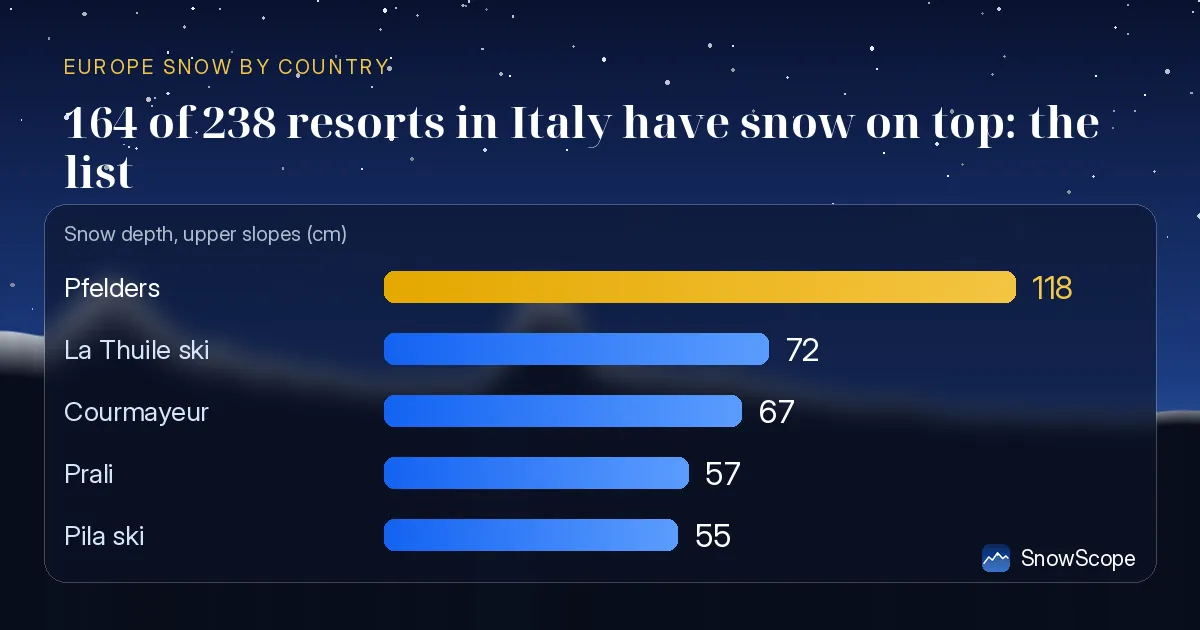 EUROPE SNOW BY COUNTRY
164 of 238 resorts in Italy have snow on top: the
list
Snow depth, upper slopes (cm)
Pfelders 118
La Thuile ski 72
Courmayeur 67
Prali 57
Pila ski 55
SnowScope